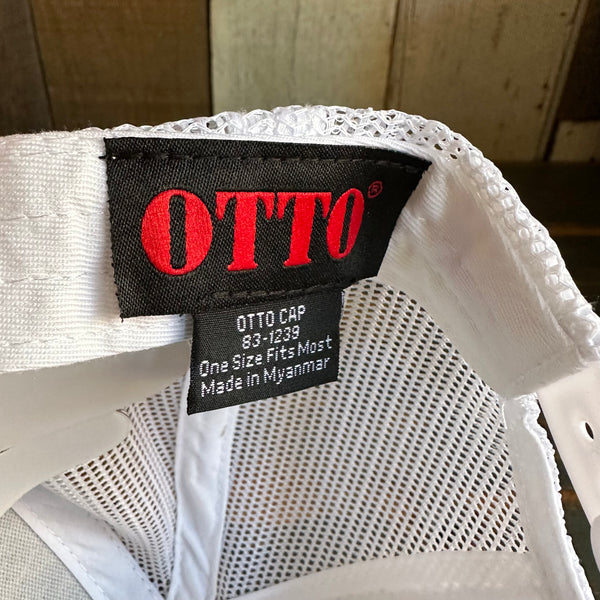 OTTO®
OTTO CAP
83-1239
One Size Fits Most
Made in Myanmar